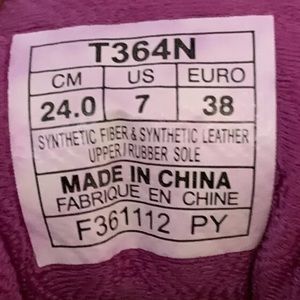 T364N
CM US EURO
24.0 7 38
SYNTHETIC FIBER & SYNTHETIC LEATHER
UPPER / RUBBER SOLE
MADE IN CHINA
FABRIQUE EN CHINE
F361112 PY